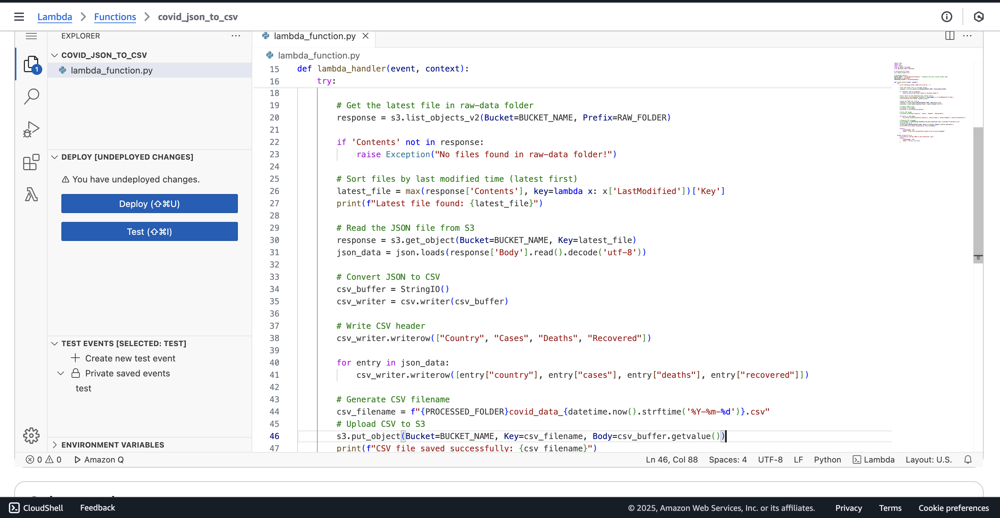 Lambda > Functions > covid_json_to_csv
EXPLORER ...
COVID_JSON_TO_CSV
lambda_function.py
1
DEPLOY [UNDEPLOYED CHANGES]
You have undeployed changes.
Deploy (⇧⌘U)
Test (⇧⌘I)
TEST EVENTS [SELECTED: TEST]
Create new test event
Private saved events
test
ENVIRONMENT VARIABLES
lambda_function.py
lambda_function.py
15 def lambda_handler(event, context):
16     try:
18
19         # Get the latest file in raw-data folder
20         response = s3.list_objects_v2(Bucket=BUCKET_NAME, Prefix=RAW_FOLDER)
21
22         if 'Contents' not in response:
23             raise Exception("No files found in raw-data folder!")
24
25         # Sort files by last modified time (latest first)
26         latest_file = max(response['Contents'], key=lambda x: x['LastModified'])['Key']
27         print(f"Latest file found: {latest_file}")
28
29         # Read the JSON file from S3
30         response = s3.get_object(Bucket=BUCKET_NAME, Key=latest_file)
31         json_data = json.loads(response['Body'].read().decode('utf-8'))
32
33         # Convert JSON to CSV
34         csv_buffer = StringIO()
35         csv_writer = csv.writer(csv_buffer)
36
37         # Write CSV header
38         csv_writer.writerow(["Country", "Cases", "Deaths", "Recovered"])
39
40         for entry in json_data:
41             csv_writer.writerow([entry["country"], entry["cases"], entry["deaths"], entry["recovered"]])
42
43         # Generate CSV filename
44         csv_filename = f"{PROCESSED_FOLDER}covid_data_{datetime.now().strftime('%Y-%m-%d')}.csv"
45         # Upload CSV to S3
46         s3.put_object(Bucket=BUCKET_NAME, Key=csv_filename, Body=csv_buffer.getvalue())
47         print(f"CSV file saved successfully: {csv_filename}")
0 0 Amazon Q Ln 46, Col 88 Spaces: 4 UTF-8 LF Python Lambda Layout: U.S.
CloudShell Feedback © 2025, Amazon Web Services, Inc. or its affiliates. Privacy Terms Cookie preferences